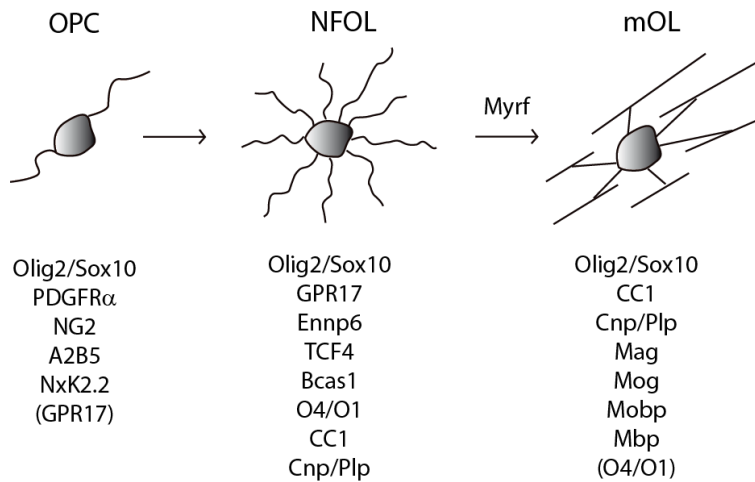 OPC
NFOL
mOL
Myrf
Olig2/Sox10
PDGFRα
NG2
A2B5
NxK2.2
(GPR17)
Olig2/Sox10
GPR17
Ennp6
TCF4
Bcas1
O4/O1
CC1
Cnp/Plp
Olig2/Sox10
CC1
Cnp/Plp
Mag
Mog
Mobp
Mbp
(O4/O1)